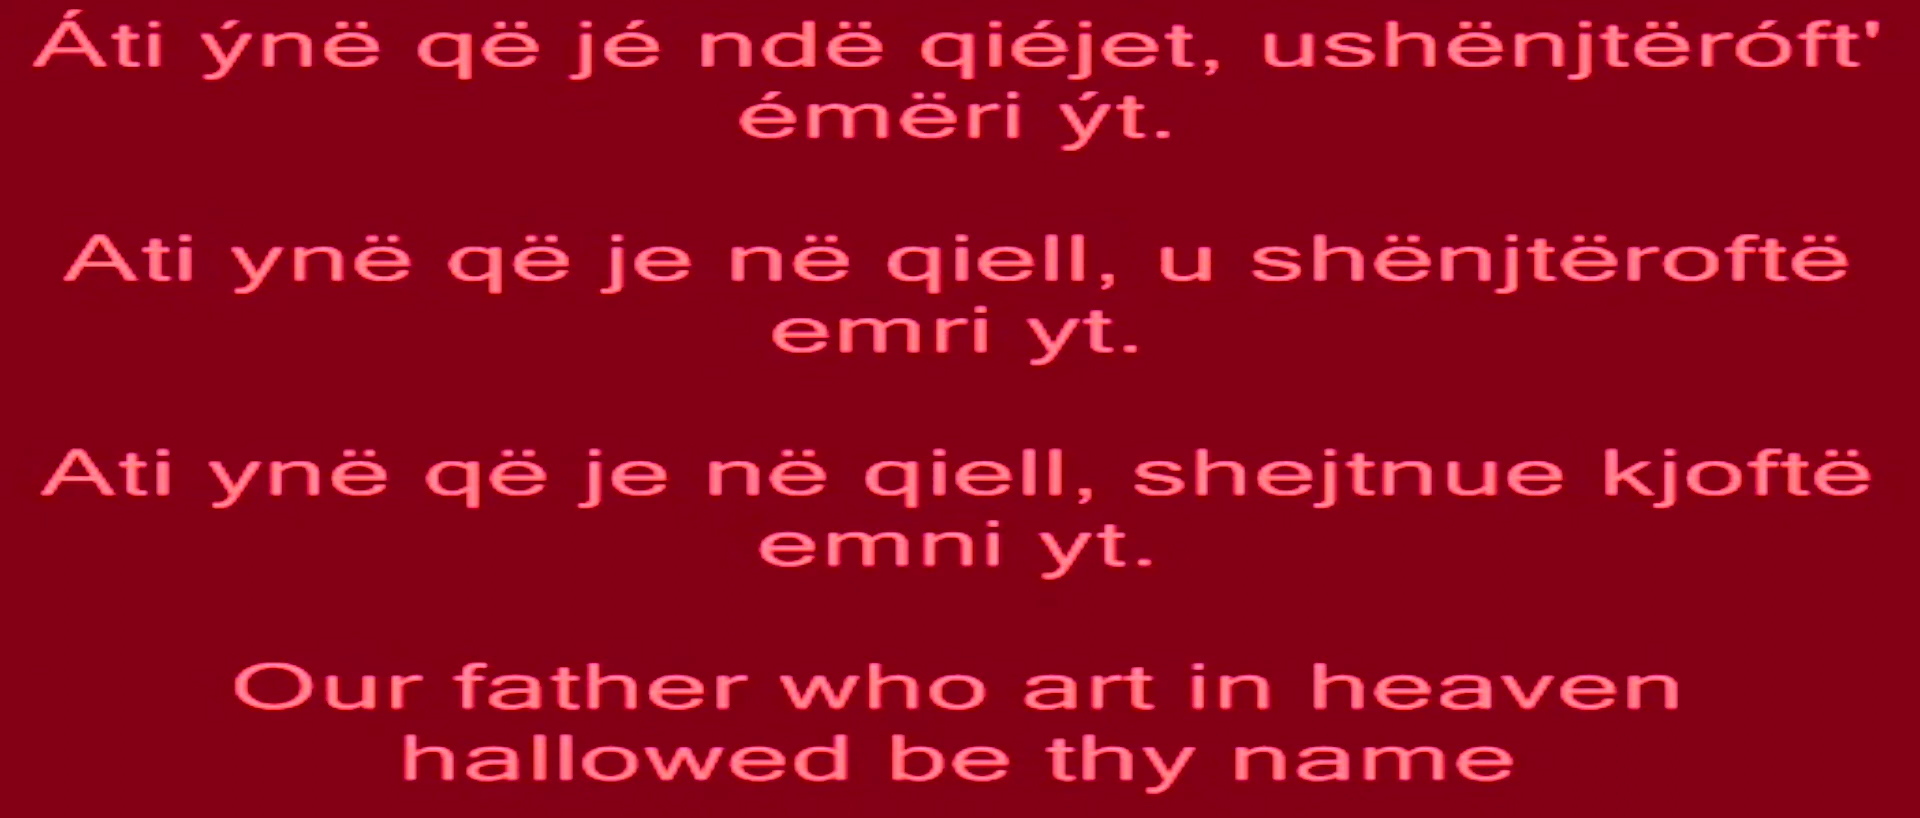 Áti ýnë që jé ndë qiéjet, ushënjtëróft'
émëri ýt.
Ati ynë që je në qiell, u shënjtëroftë
emri yt.
Ati ynë që je në qiell, shejtnue kjoftë
emni yt.
Our father who art in heaven
hallowed be thy name